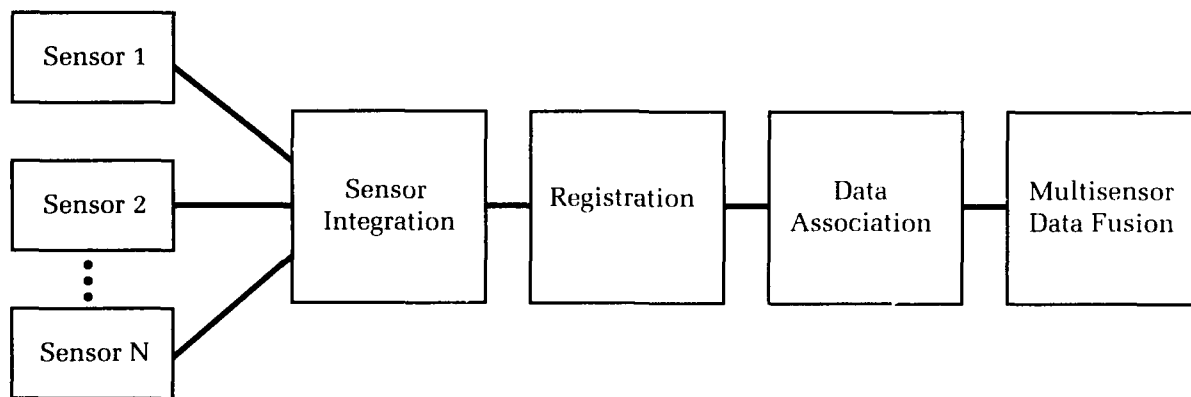 Sensor 1
Sensor 2
Sensor N
Sensor
Integration
Registration
Data
Association
Multisensor
Data Fusion